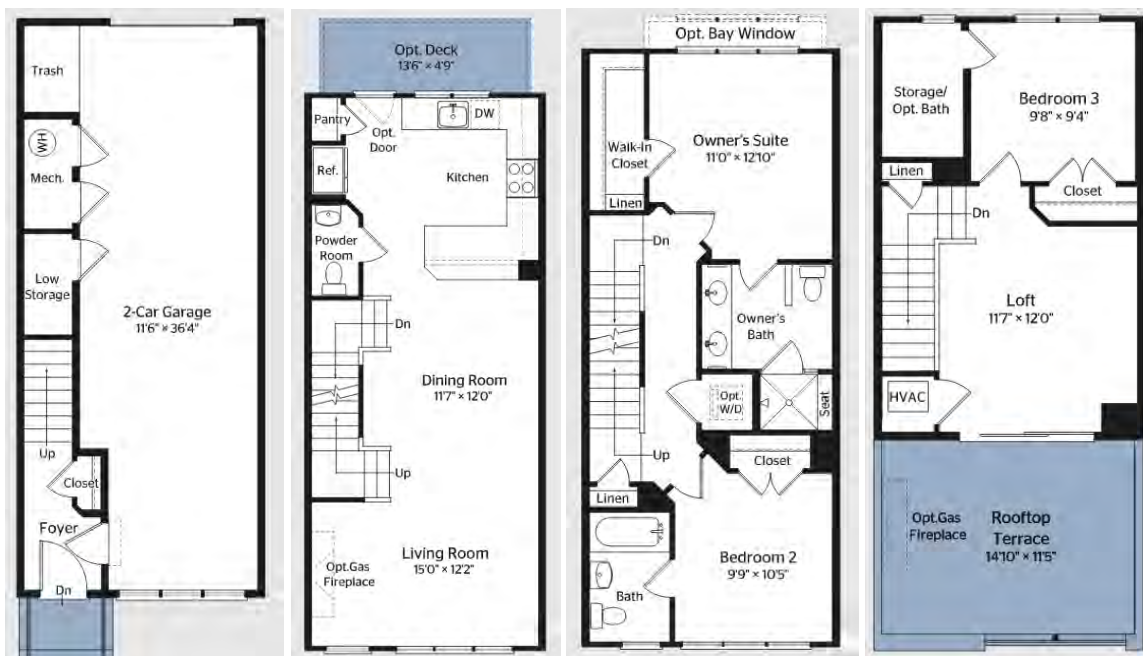 Trash
WH
Mech.
Low
Storage
2-Car Garage
11'6" × 36'4"
Up
Closet
Foyer
Dn
Opt. Deck
13'6" × 4'9"
Pantry
DW
Opt.
Door
Ref.
Kitchen
Powder
Room
Dn
Dining Room
11'7" × 12'0"
Up
Living Room
15'0" × 12'2"
Opt.Gas
Fireplace
Opt. Bay Window
Owner's Suite
11'0" × 12'10"
Walk-in
Closet
Linen
Dn
Owner's
Bath
Opt.
W/D
Seat
Up
Closet
Linen
Bedroom 2
9'9" × 10'5"
Bath
Storage/
Opt. Bath
Bedroom 3
9'8" × 9'4"
Linen
Closet
Dn
Loft
11'7" × 12'0"
HVAC
Opt.Gas
Fireplace
Rooftop
Terrace
14'10" × 11'5"